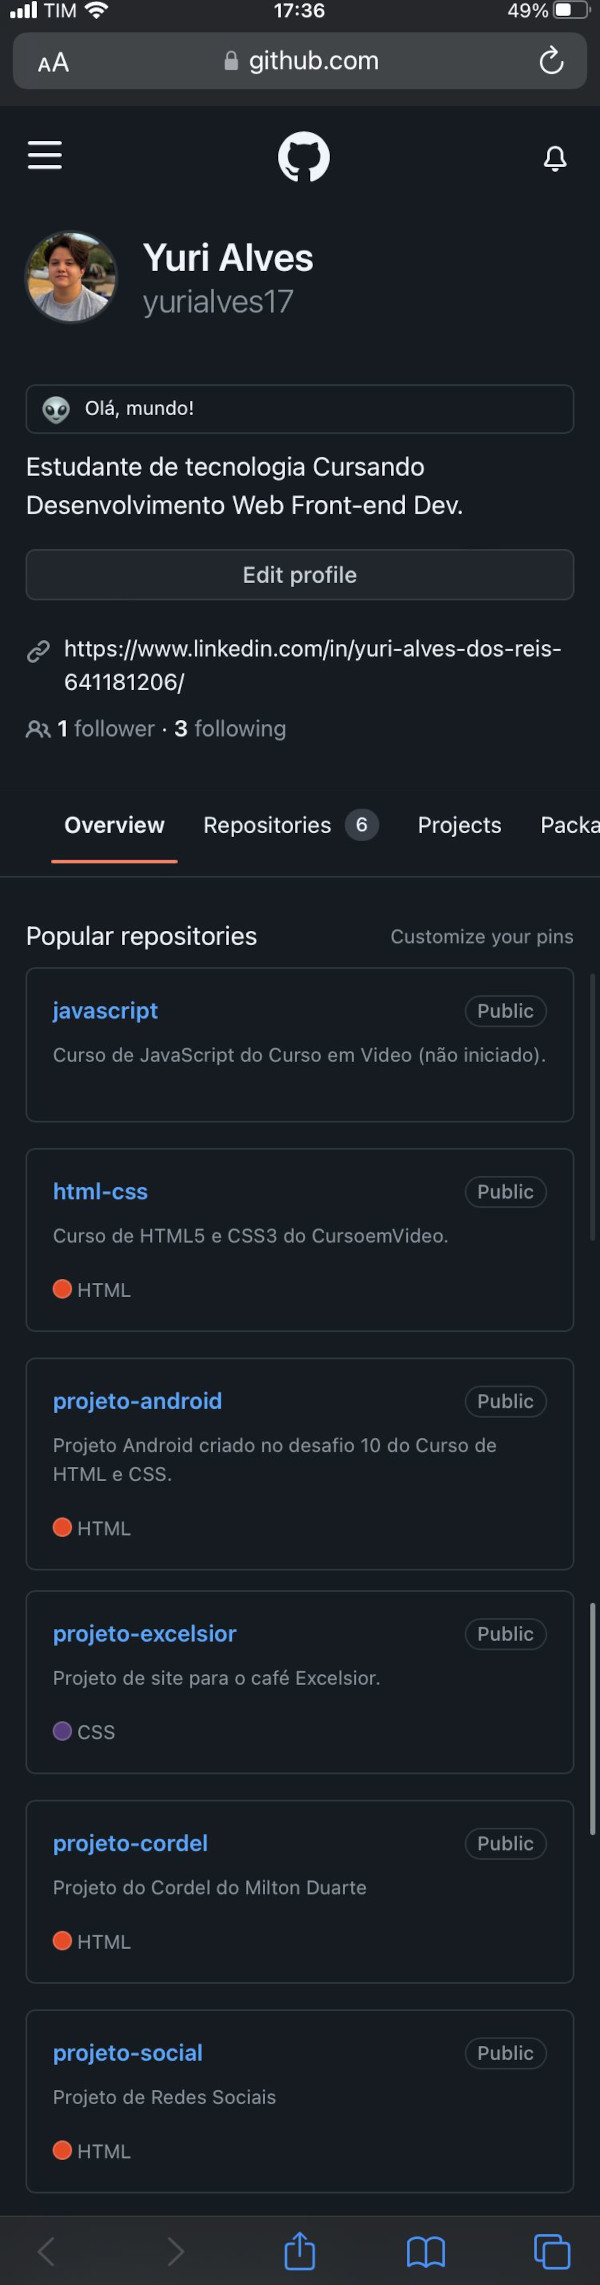 TIM 17:36 49%
AA github.com
Yuri Alves
yurialves17
Olá, mundo!
Estudante de tecnologia Cursando
Desenvolvimento Web Front-end Dev.
Edit profile
https://www.linkedin.com/in/yuri-alves-dos-reis-
641181206/
1 follower · 3 following
Overview Repositories 6 Projects Packa
Popular repositories Customize your pins
javascript Public
Curso de JavaScript do Curso em Video (não iniciado).
html-css Public
Curso de HTML5 e CSS3 do CursoemVideo.
HTML
projeto-android Public
Projeto Android criado no desafio 10 do Curso de
HTML e CSS.
HTML
projeto-excelsior Public
Projeto de site para o café Excelsior.
CSS
projeto-cordel Public
Projeto do Cordel do Milton Duarte
HTML
projeto-social Public
Projeto de Redes Sociais
HTML